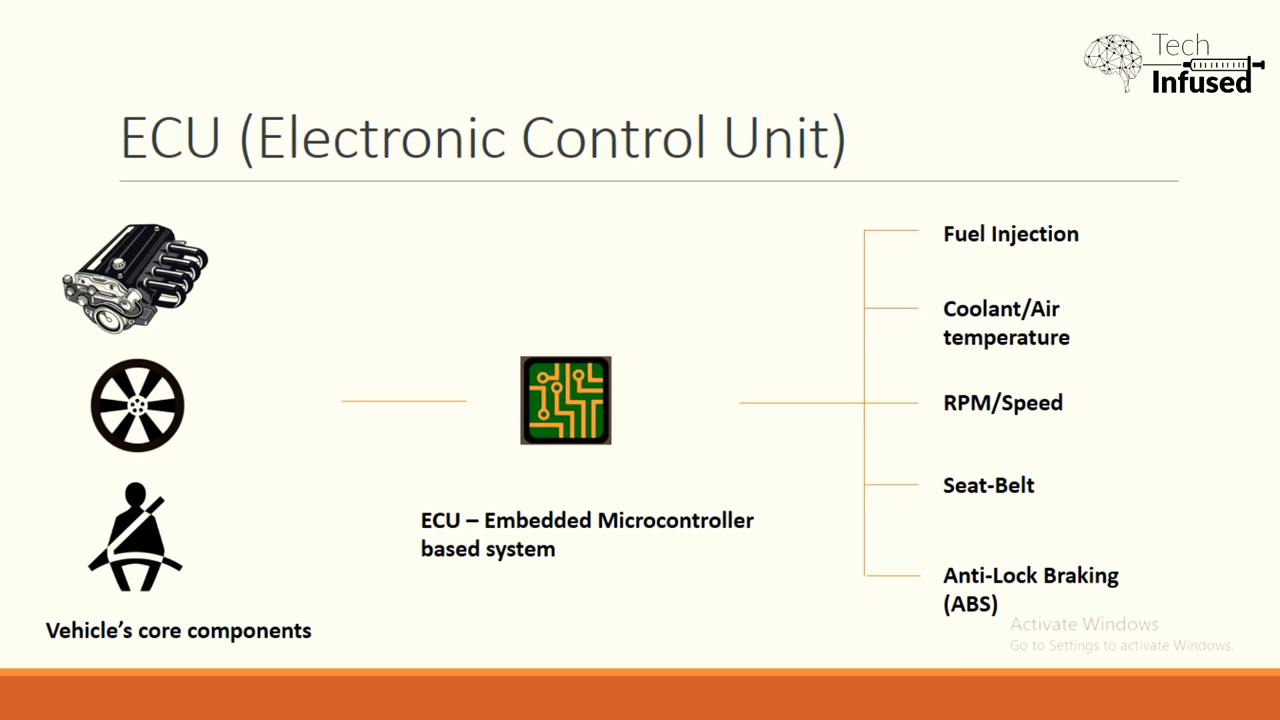 Tech
Infused
ECU (Electronic Control Unit)
Fuel Injection
Coolant/Air
temperature
RPM/Speed
Seat-Belt
Anti-Lock Braking
(ABS)
ECU – Embedded Microcontroller
based system
Vehicle’s core components
Activate Windows
Go to Settings to activate Windows.